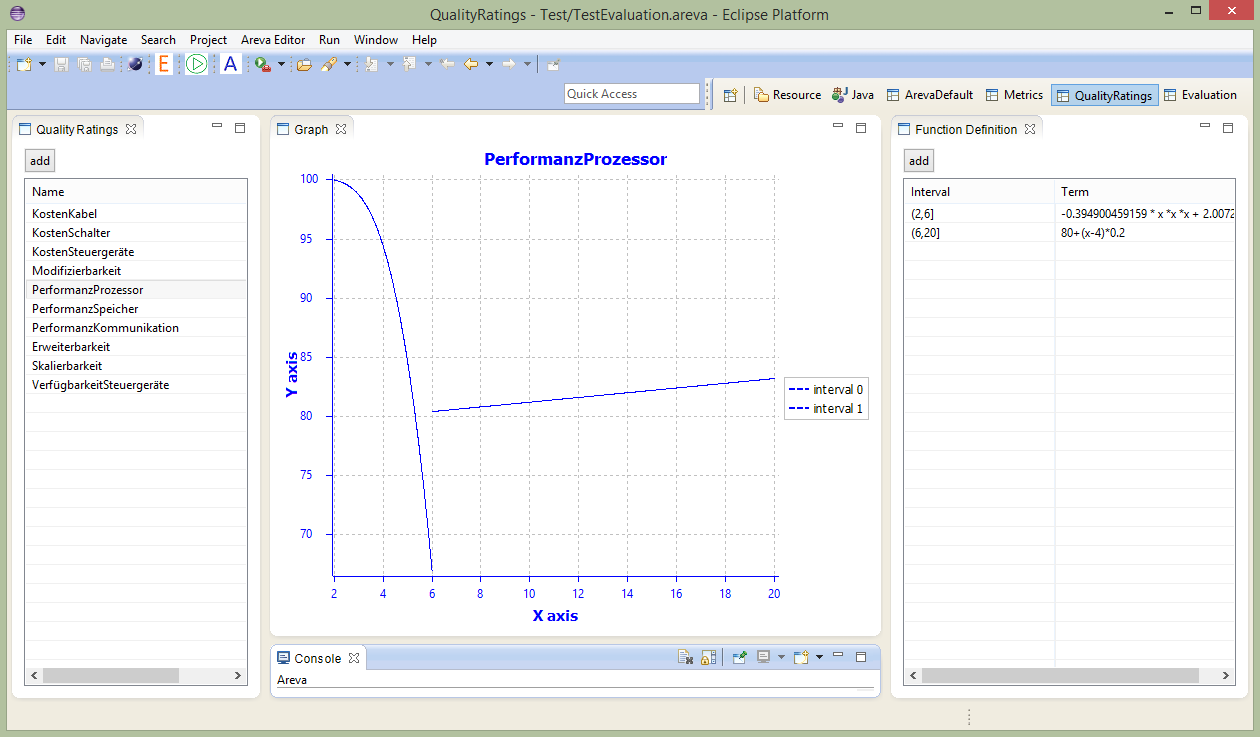 QualityRatings - Test/TestEvaluation.areva - Eclipse Platform
File Edit Navigate Search Project Areva Editor Run Window Help
E A
Quick Access Resource Java ArevaDefault Metrics QualityRatings Evaluation
Quality Ratings
add
Name
KostenKabel
KostenSchalter
KostenSteuergeräte
Modifizierbarkeit
PerformanzProzessor
PerformanzSpeicher
PerformanzKommunikation
Erweiterbarkeit
Skalierbarkeit
VerfügbarkeitSteuergeräte
Graph
PerformanzProzessor
100
95
90
85
80
75
70
Y axis
2 4 6 8 10 12 14 16 18 20
X axis
interval 0
interval 1
Console
Areva
Function Definition
add
Interval Term
(2,6] -0.394900459159 * x *x *x + 2.0072
(6,20] 80+(x-4)*0.2